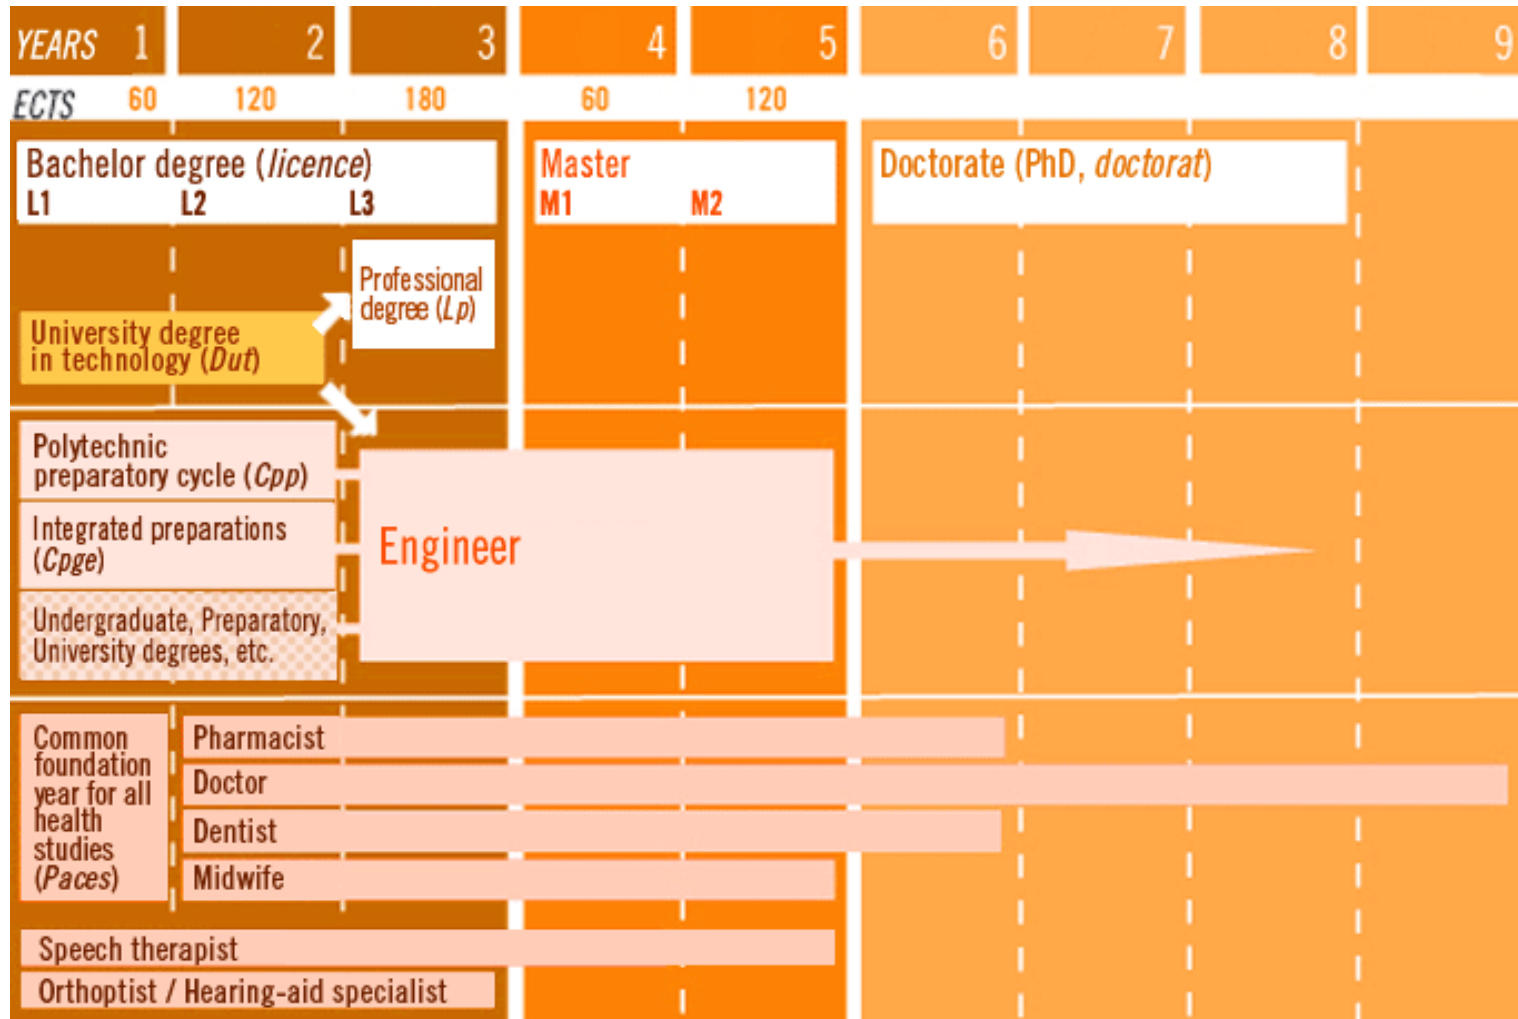 YEARS 1 2 3 4 5 6 7 8 9
ECTS 60 120 180 60 120
Bachelor degree (licence)
L1 L2 L3
Master
M1 M2
Doctorate (PhD, doctorat)
Professional
degree (Lp)
University degree
in technology (Dut)
Polytechnic
preparatory cycle (Cpp)
Integrated preparations
(Cpge)
Undergraduate, Preparatory,
University degrees, etc.
Engineer
Common
foundation
year for all
health
studies
(Paces)
Pharmacist
Doctor
Dentist
Midwife
Speech therapist
Orthoptist / Hearing-aid specialist